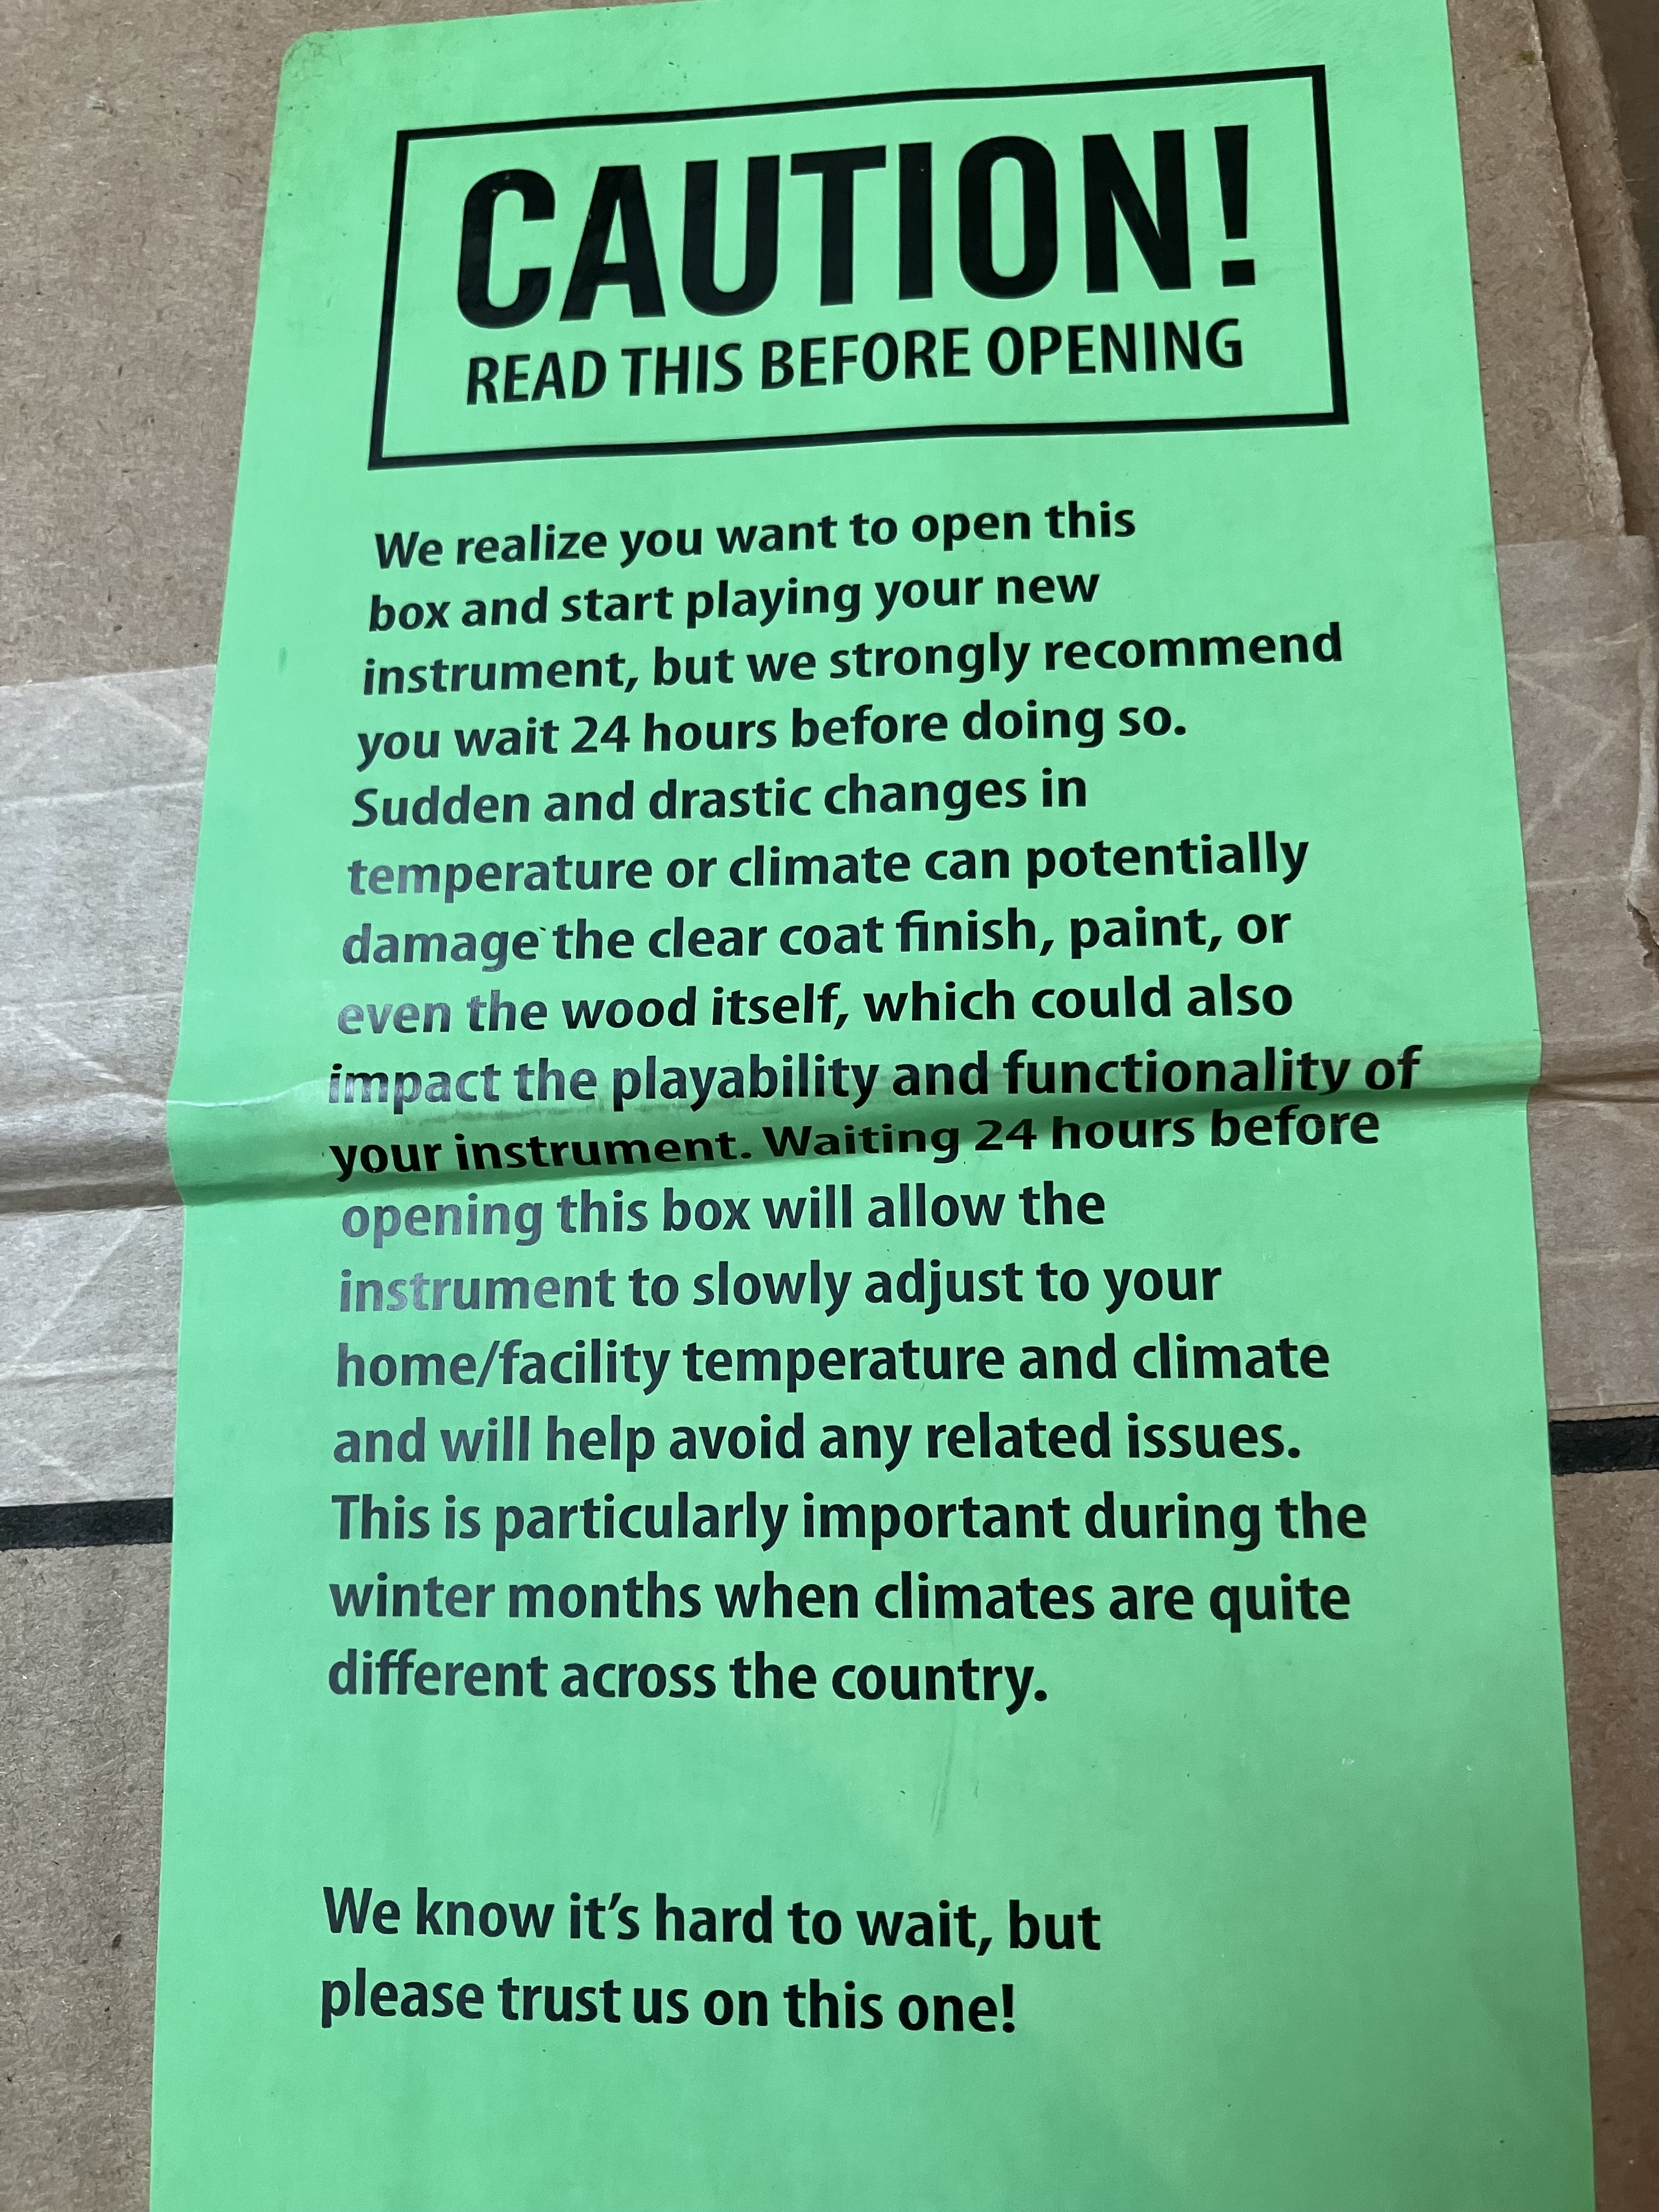 CAUTION!
READ THIS BEFORE OPENING
We realize you want to open this
box and start playing your new
instrument, but we strongly recommend
you wait 24 hours before doing so.
Sudden and drastic changes in
temperature or climate can potentially
damage the clear coat finish, paint, or
even the wood itself, which could also
impact the playability and functionality of
your instrument. Waiting 24 hours before
opening this box will allow the
instrument to slowly adjust to your
home/facility temperature and climate
and will help avoid any related issues.
This is particularly important during the
winter months when climates are quite
different across the country.
We know it’s hard to wait, but
please trust us on this one!